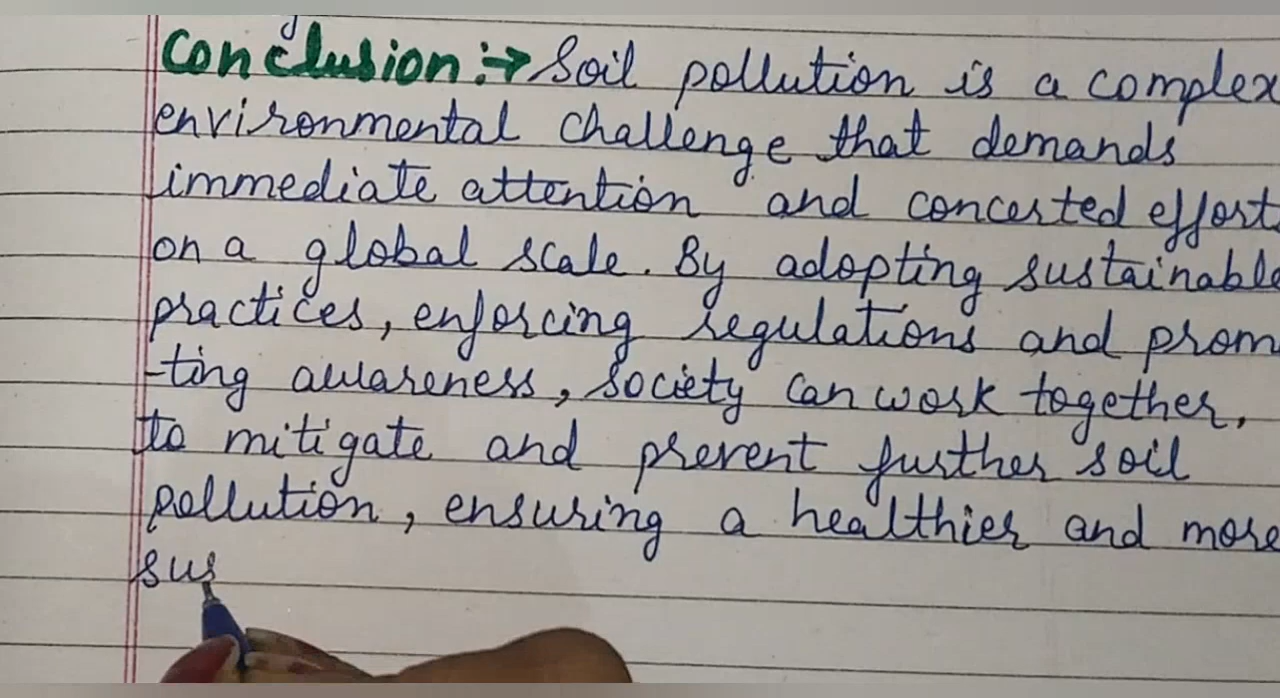 Conclusion:→ Soil pollution is a complex
environmental challenge that demands
immediate attention and concerted effort
on a global scale. By adopting sustainable
practices, enforcing regulations and prom
-ting awareness, society can work together,
to mitigate and prevent further soil
pollution, ensuring a healthier and more
sus